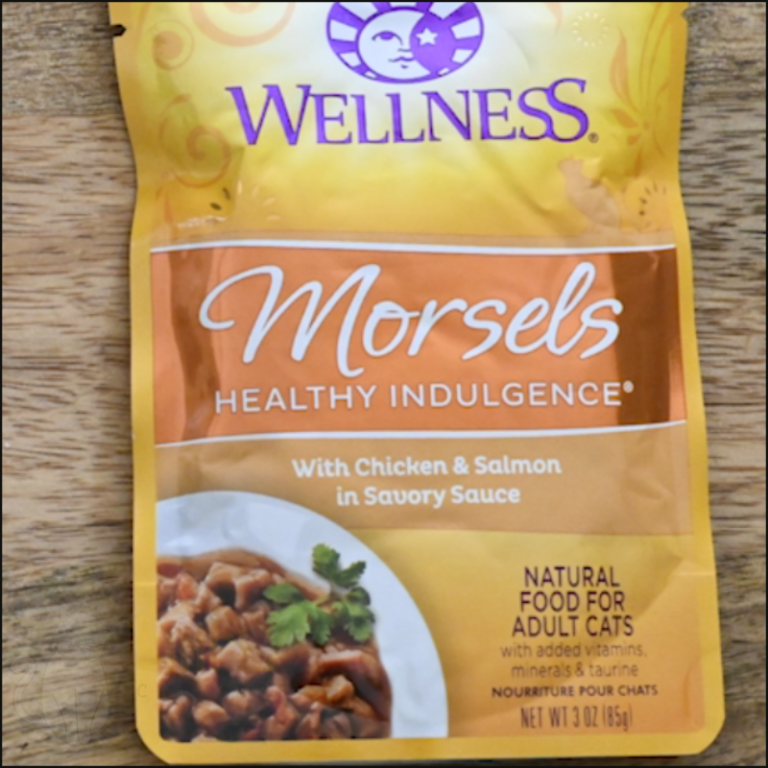 WELLNESS®
Morsels
HEALTHY INDULGENCE®
With Chicken & Salmon
in Savory Sauce
NATURAL
FOOD FOR
ADULT CATS
with added vitamins,
minerals & taurine
NOURRITURE POUR CHATS
NET WT 3 OZ (85g)